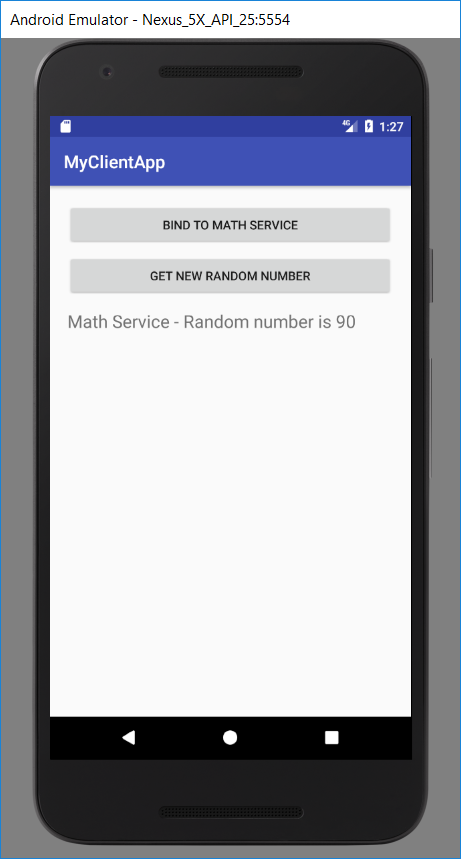 Android Emulator - Nexus_5X_API_25:5554
4G 1:27
MyClientApp
BIND TO MATH SERVICE
GET NEW RANDOM NUMBER
Math Service - Random number is 90